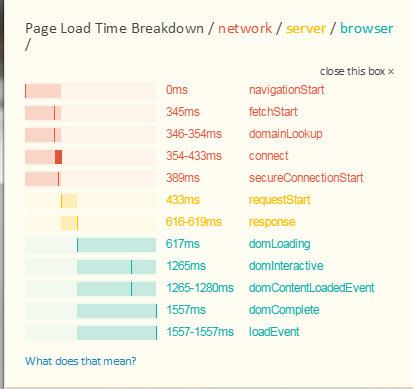 Page Load Time Breakdown / network / server / browser
/
close this box ×
0ms navigationStart
345ms fetchStart
346-354ms domainLookup
354-433ms connect
389ms secureConnectionStart
433ms requestStart
616-619ms response
617ms domLoading
1265ms domInteractive
1265-1280ms domContentLoadedEvent
1557ms domComplete
1557-1557ms loadEvent
What does that mean?